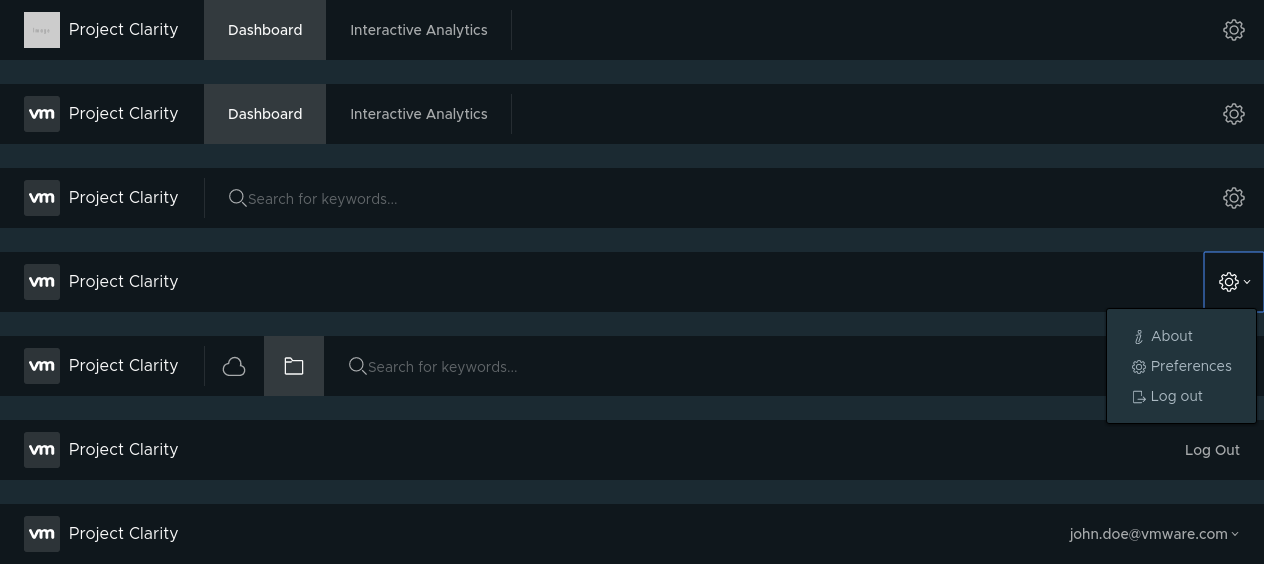 Image Project Clarity Dashboard Interactive Analytics
vm Project Clarity Dashboard Interactive Analytics
vm Project Clarity Search for keywords...
vm Project Clarity
About
vm Project Clarity Search for keywords... Preferences
Log out
vm Project Clarity Log Out
vm Project Clarity john.doe@vmware.com